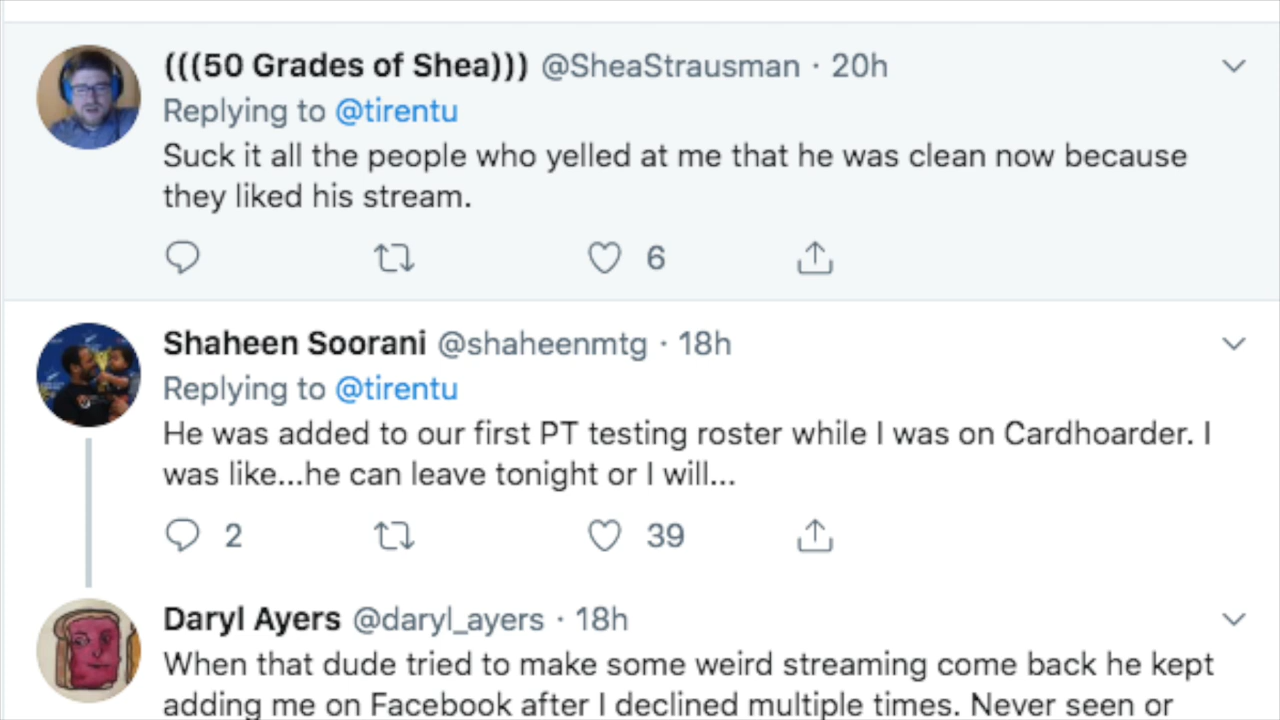 (((50 Grades of Shea))) @SheaStrausman · 20h
Replying to @tirentu
Suck it all the people who yelled at me that he was clean now because
they liked his stream.
6
Shaheen Soorani @shaheenmtg · 18h
Replying to @tirentu
He was added to our first PT testing roster while I was on Cardhoarder. I
was like...he can leave tonight or I will...
2 39
Daryl Ayers @daryl_ayers · 18h
When that dude tried to make some weird streaming come back he kept
adding me on Facebook after I declined multiple times. Never seen or